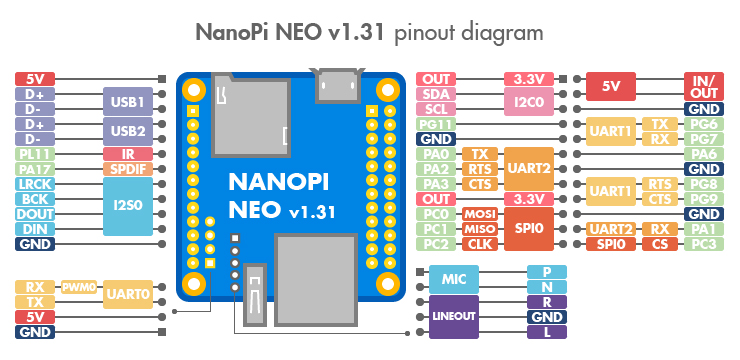 NanoPi NEO v1.31 pinout diagram
5V
D+ USB1
D-
D+ USB2
D-
PL11 IR
PA17 SPDIF
LRCK I2S0
BCK
DOUT
DIN
GND
RX PWM0 UART0
TX
5V
GND
NANOPI
NEO v1.31
OUT 3.3V
SDA I2C0
SCL
PG11
GND
PA0 TX UART2
PA2 RTS
PA3 CTS
OUT 3.3V
PC0 MOSI SPI0
PC1 MISO
PC2 CLK
5V IN/
OUT
GND
UART1 TX PG6
RX PG7
PA6
GND
UART1 RTS PG8
CTS PG9
GND
UART2 RX PA1
SPI0 CS PC3
MIC P
N
LINEOUT R
GND
L